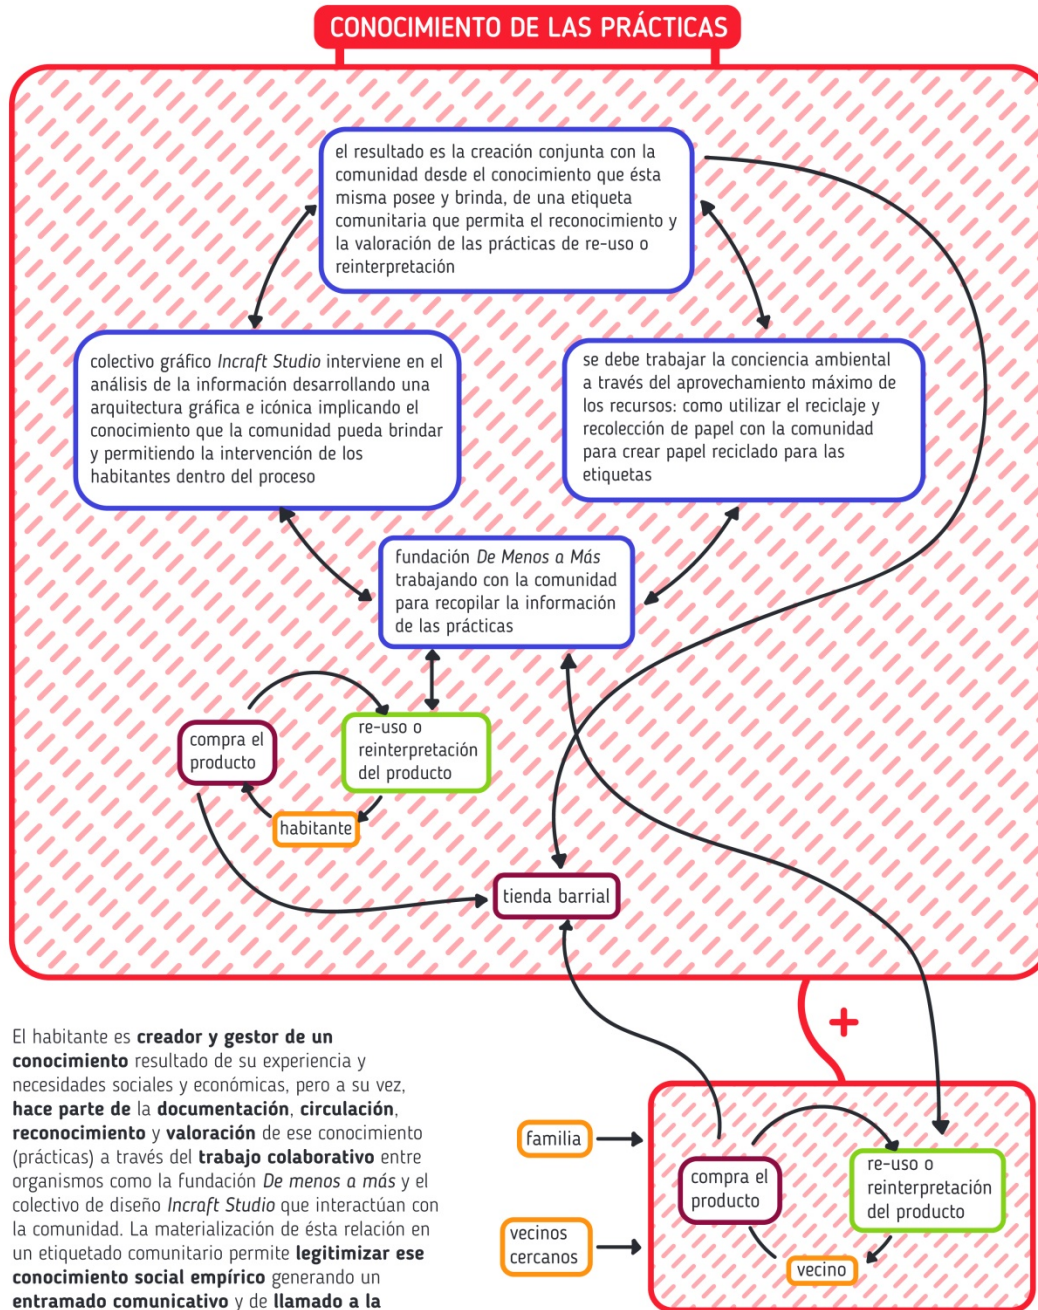 CONOCIMIENTO DE LAS PRÁCTICAS
el resultado es la creación conjunta con la
comunidad desde el conocimiento que ésta
misma posee y brinda, de una etiqueta
comunitaria que permita el reconocimiento y
la valoración de las prácticas de re-uso o
reinterpretación
colectivo gráfico Incraft Studio interviene en el
análisis de la información desarrollando una
arquitectura gráfica e icónica implicando el
conocimiento que la comunidad pueda brindar
y permitiendo la intervención de los
habitantes dentro del proceso
se debe trabajar la conciencia ambiental
a través del aprovechamiento máximo de
los recursos: como utilizar el reciclaje y
recolección de papel con la comunidad
para crear papel reciclado para las
etiquetas
fundación De Menos a Más
trabajando con la comunidad
para recopilar la información
de las prácticas
compra el
producto
re-uso o
reinterpretación
del producto
habitante
tienda barrial
+
El habitante es creador y gestor de un
conocimiento resultado de su experiencia y
necesidades sociales y económicas, pero a su vez,
hace parte de la documentación, circulación,
reconocimiento y valoración de ese conocimiento
(prácticas) a través del trabajo colaborativo entre
organismos como la fundación De menos a más y el
colectivo de diseño Incraft Studio que interactúan con
la comunidad. La materialización de ésta relación en
un etiquetado comunitario permite legitimizar ese
conocimiento social empírico generando un
entramado comunicativo y de llamado a la
familia
vecinos
cercanos
compra el
producto
re-uso o
reinterpretación
del producto
vecino